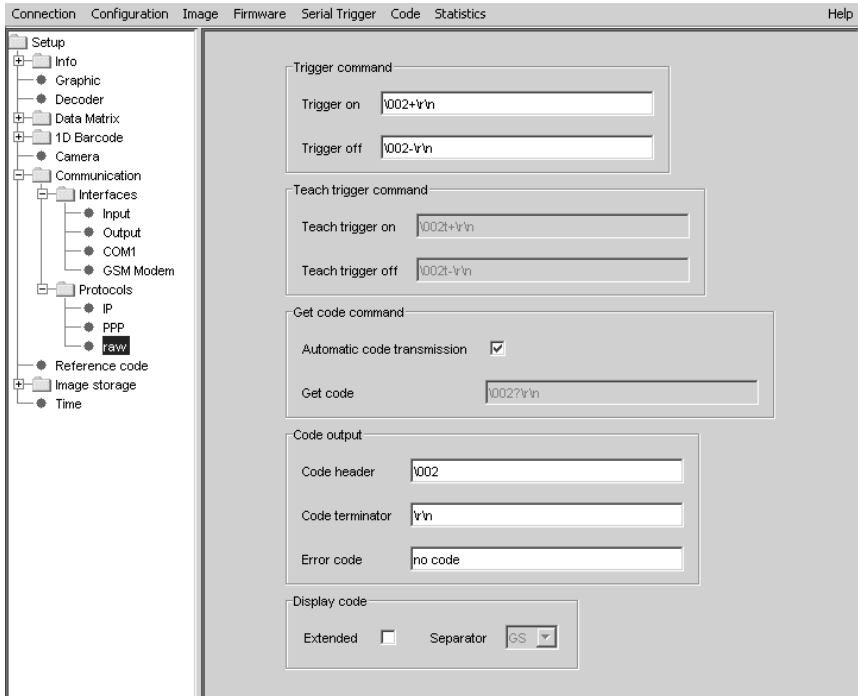 Connection Configuration Image Firmware Serial Trigger Code Statistics Help
Setup
Info
Graphic
Decoder
Data Matrix
1D Barcode
Camera
Communication
Interfaces
Input
Output
COM1
GSM Modem
Protocols
IP
PPP
raw
Reference code
Image storage
Time
Trigger command
Trigger on \002+\r\n
Trigger off \002-\r\n
Teach trigger command
Teach trigger on \002t+\r\n
Teach trigger off \002t-\r\n
Get code command
Automatic code transmission
Get code \002?\r\n
Code output
Code header \002
Code terminator \r\n
Error code no code
Display code
Extended Separator GS